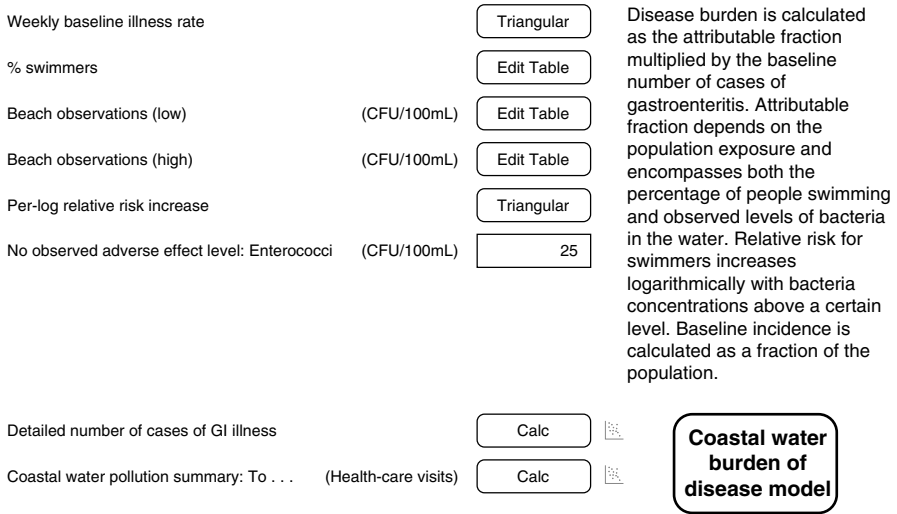 Weekly baseline illness rate Triangular
% swimmers Edit Table
Beach observations (low) (CFU/100mL) Edit Table
Beach observations (high) (CFU/100mL) Edit Table
Per-log relative risk increase Triangular
No observed adverse effect level: Enterococci (CFU/100mL) 25
Disease burden is calculated
as the attributable fraction
multiplied by the baseline
number of cases of
gastroenteritis. Attributable
fraction depends on the
population exposure and
encompasses both the
percentage of people swimming
and observed levels of bacteria
in the water. Relative risk for
swimmers increases
logarithmically with bacteria
concentrations above a certain
level. Baseline incidence is
calculated as a fraction of the
population.
Detailed number of cases of GI illness Calc
Coastal water pollution summary: To . . . (Health-care visits) Calc
Coastal water
burden of
disease model